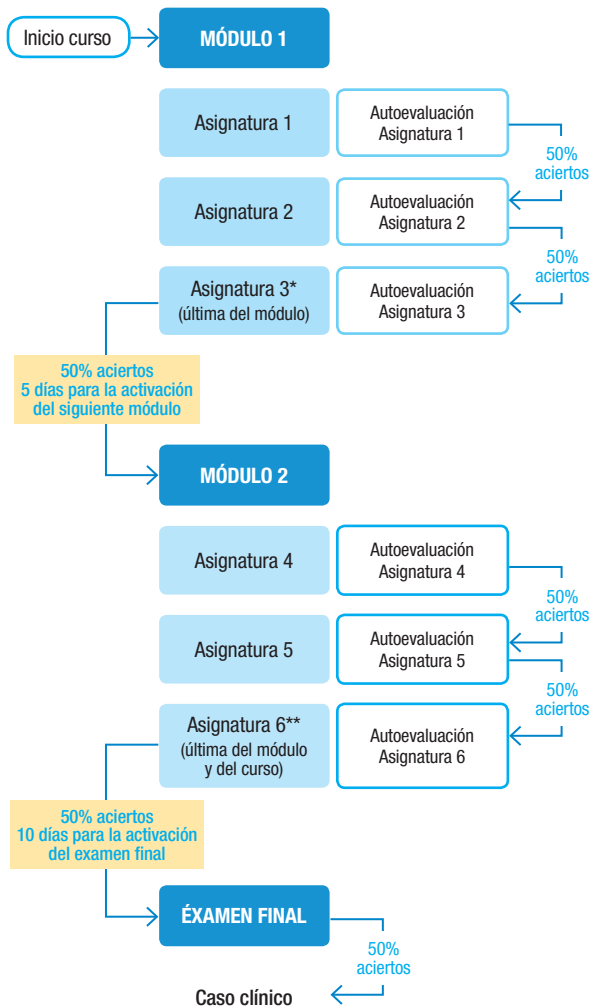 Inicio curso
MÓDULO 1
Asignatura 1
Autoevaluación
Asignatura 1
50%
aciertos
Asignatura 2
Autoevaluación
Asignatura 2
50%
aciertos
Asignatura 3*
(última del módulo)
Autoevaluación
Asignatura 3
50% aciertos
5 días para la activación
del siguiente módulo
MÓDULO 2
Asignatura 4
Autoevaluación
Asignatura 4
50%
aciertos
Asignatura 5
Autoevaluación
Asignatura 5
50%
aciertos
Asignatura 6**
(última del módulo
y del curso)
Autoevaluación
Asignatura 6
50% aciertos
10 días para la activación
del examen final
ÉXAMEN FINAL
50%
aciertos
Caso clínico